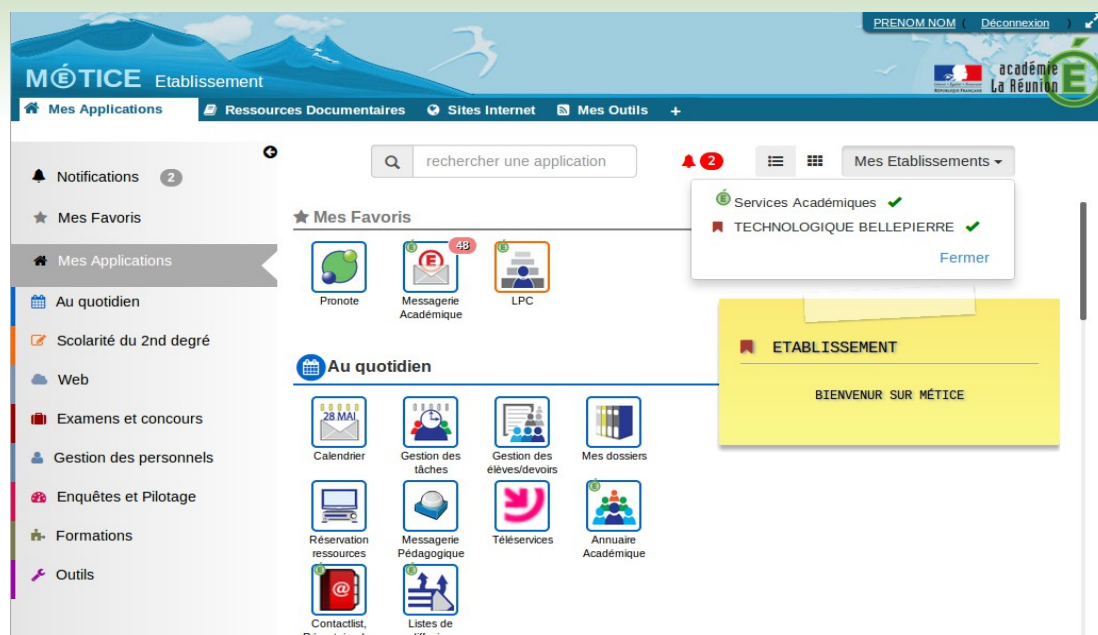 PRENOM NOM ( Déconnexion )
MÉTICE Etablissement
académie
La Réunion
Mes Applications
Ressources Documentaires
Sites Internet
Mes Outils
+
Notifications 2
Mes Favoris
Mes Applications
Au quotidien
Scolarité du 2nd degré
Web
Examens et concours
Gestion des personnels
Enquêtes et Pilotage
Formations
Outils
rechercher une application
2
Mes Etablissements
Services Académiques
TECHNOLOGIQUE BELLEPIERRE
Fermer
Mes Favoris
48
Pronote
Messagerie
Académique
LPC
ETABLISSEMENT
BIENVENUR SUR MÉTICE
Au quotidien
28 MAI
Calendrier
Gestion des
tâches
Gestion des
élèves/devoirs
Mes dossiers
Réservation
ressources
Messagerie
Pédagogique
Téléservices
Annuaire
Académique
@
Contactlist,
Listes de